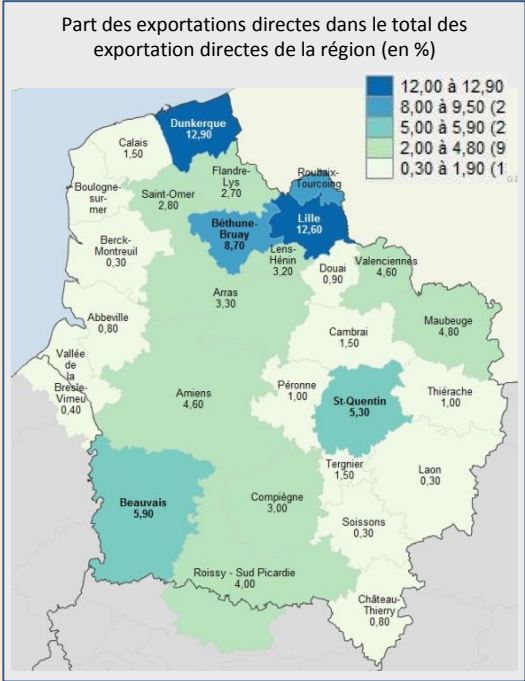 Part des exportations directes dans le total des
exportation directes de la région (en %)
12,00 à 12,90
8,00 à 9,50 (2
5,00 à 5,90 (2
2,00 à 4,80 (9
0,30 à 1,90 (1
Dunkerque
12,90
Calais
1,50
Flandre-
Lys
2,70
Roubaix-
Tourcoing
Boulogne-
sur-
mer
Saint-Omer
2,80
Béthune-
Bruay
8,70
Lille
12,60
Berck-
Montreuil
0,30
Lens-
Hénin
3,20
Douai
0,90
Valenciennes
4,60
Arras
3,30
Maubeuge
4,80
Abbeville
0,80
Cambrai
1,50
Vallée
de
la
Bresle-
Vimeu
0,40
Amiens
4,60
Péronne
1,00
St-Quentin
5,30
Thiérache
1,00
Tergnier
1,50
Laon
0,30
Beauvais
5,90
Compiègne
3,00
Soissons
0,30
Roissy - Sud Picardie
4,00
Château-
Thierry
0,80